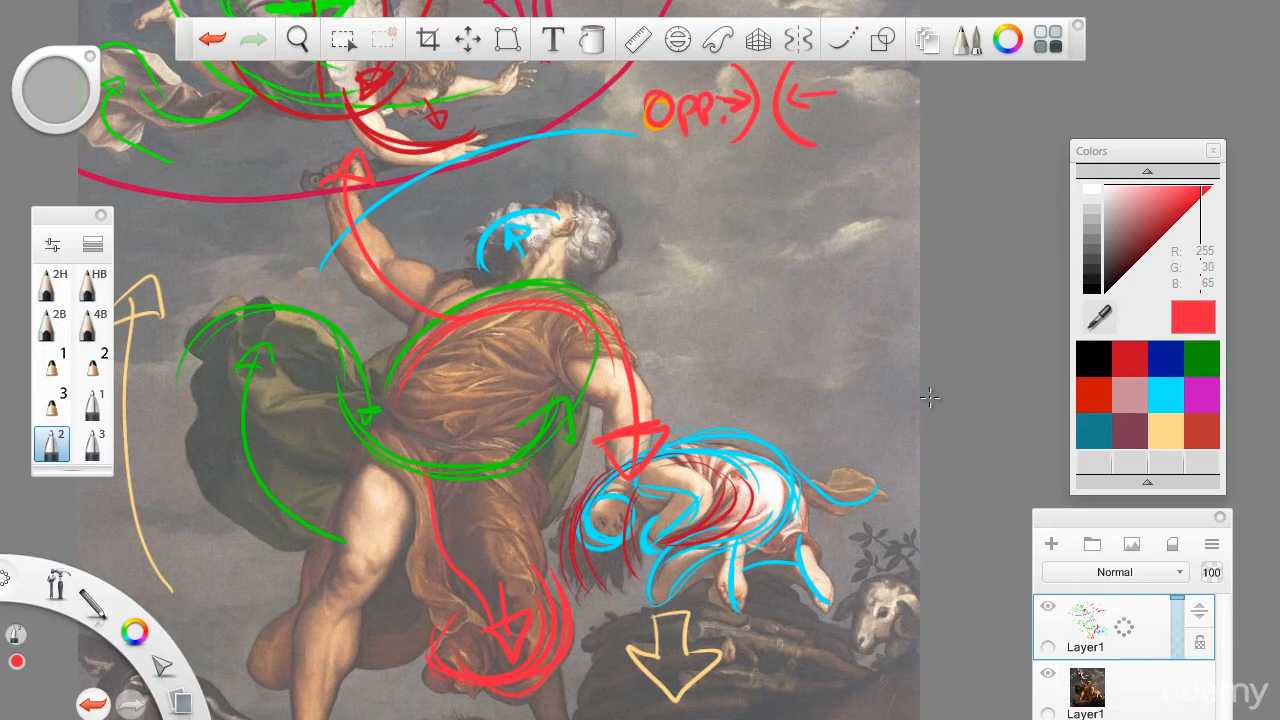 T
Opp.
Colors
R: 255
G: 30
B: 65
2H HB
2B 4B
1 2
3 1
2 3
Normal 100
Layer1
Layer1
udemy